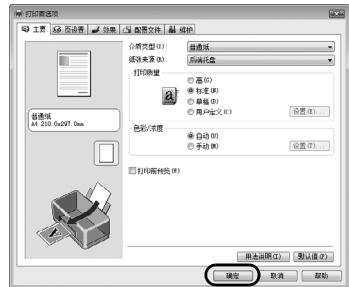 打印首选项
主要 页设置 效果 配置文件 维护
介质类型(I): 普通纸
纸张来源(R): 后端托盘
打印质量
高(G)
标准(B)
草稿(D)
用户定义(C) 设置(E)...
普通纸
A4 210.0x297.0mm
色彩/浓度
自动(U)
手动(N) 设置(T)...
打印前预览(W)
用法说明(I) 默认值(F)
确定 取消 帮助